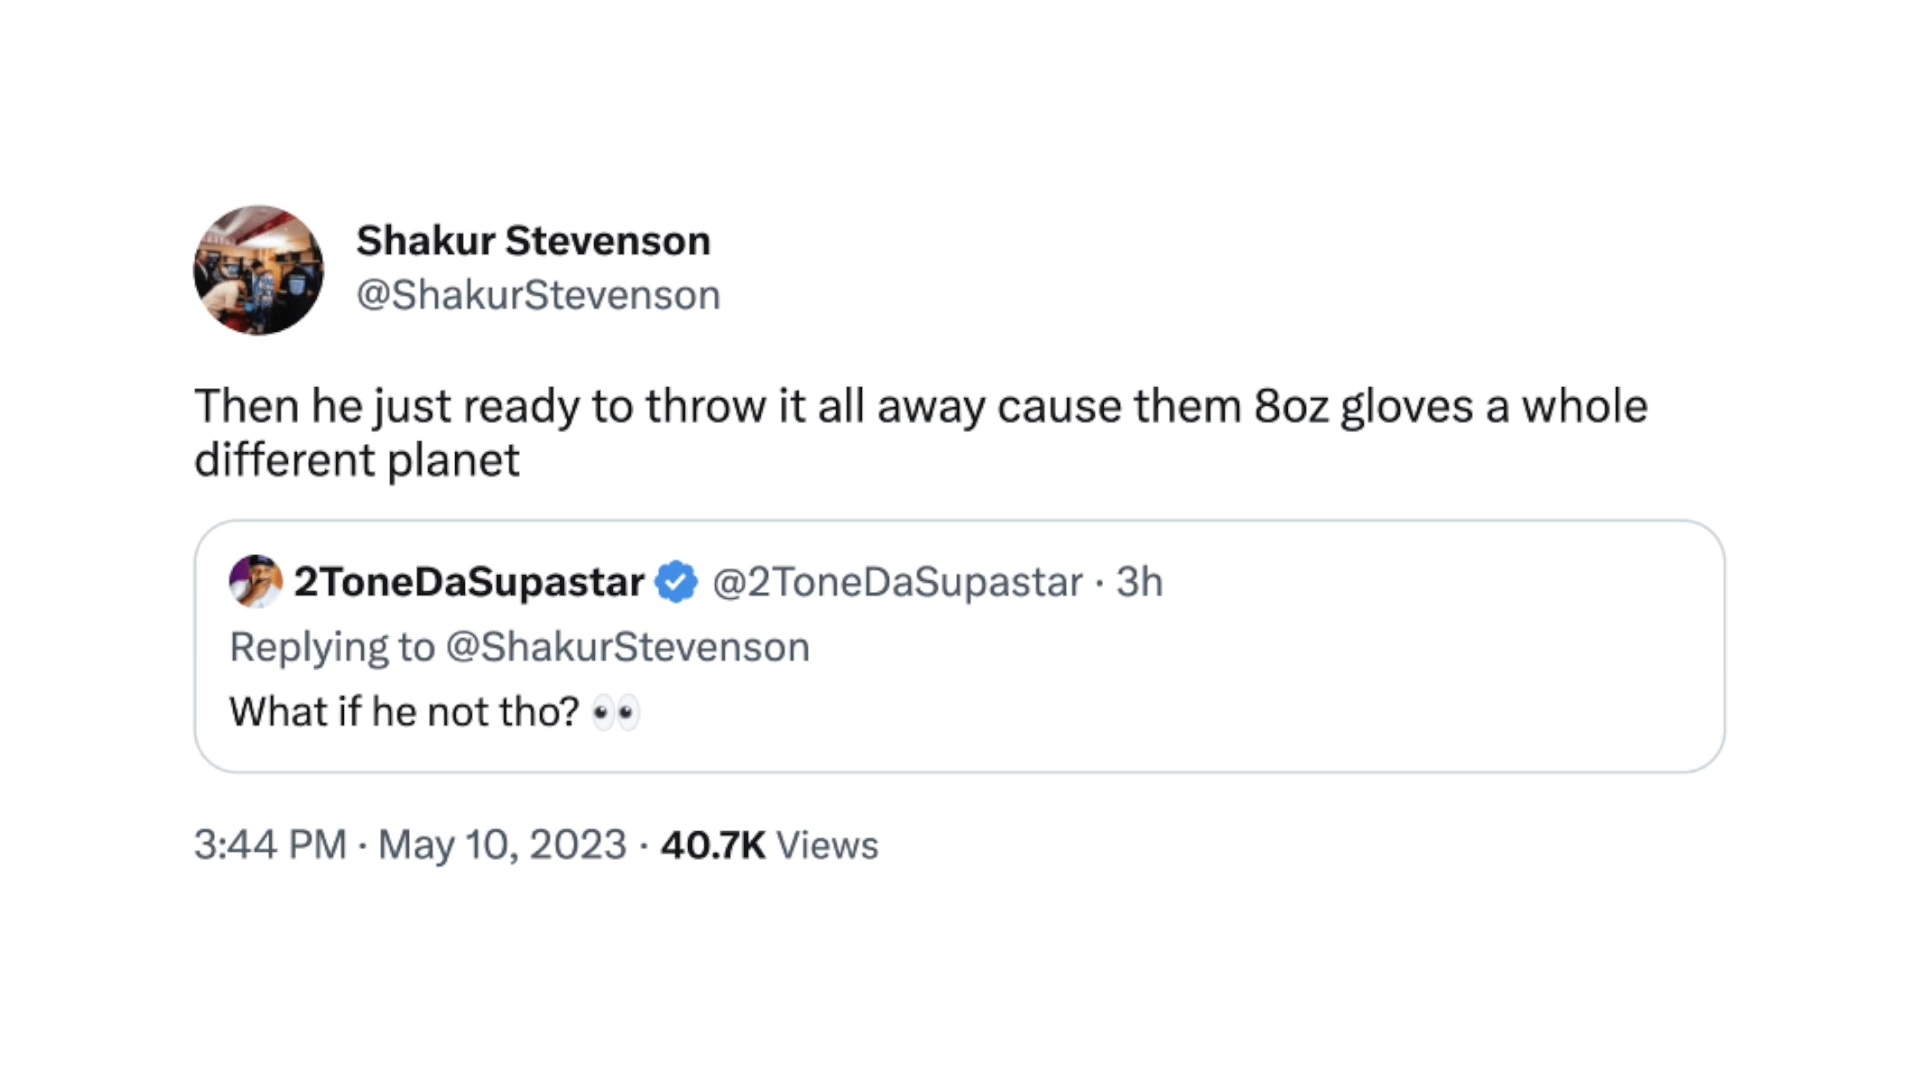 Shakur Stevenson
@ShakurStevenson
Then he just ready to throw it all away cause them 8oz gloves a whole
different planet
2ToneDaSupastar @2ToneDaSupastar · 3h
Replying to @ShakurStevenson
What if he not tho? 👀
3:44 PM · May 10, 2023 · 40.7K Views